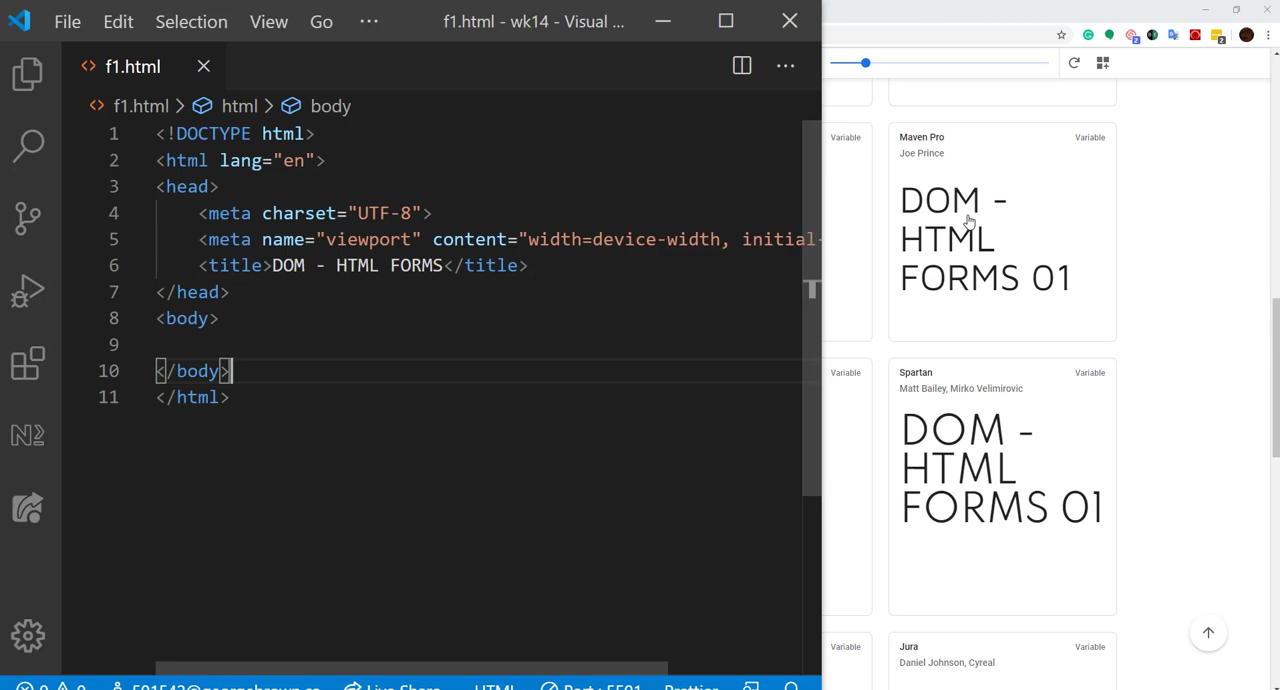 File Edit Selection View Go ··· f1.html - wk14 - Visual ...
f1.html
f1.html > html > body
1 <!DOCTYPE html>
2 <html lang="en">
3 <head>
4 <meta charset="UTF-8">
5 <meta name="viewport" content="width=device-width, initial-
6 <title>DOM - HTML FORMS</title>
7 </head>
8 <body>
9
10 </body>
11 </html>
Live Share HTML Port : 5501 Prettier
2
2
Variable
Maven Pro Variable
Joe Prince
DOM -
HTML
FORMS 01
Variable
Spartan Variable
Matt Bailey, Mirko Velimirovic
DOM -
HTML
FORMS 01
Jura Variable
Daniel Johnson, Cyreal